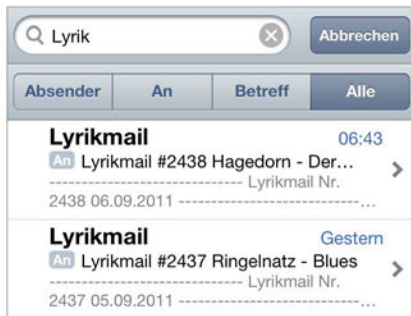 Lyrik Abbrechen
Absender An Betreff Alle
Lyrikmail 06:43
An Lyrikmail #2438 Hagedorn - Der…
------------------------------ Lyrikmail Nr.
2438 06.09.2011 ------------------------------…
Lyrikmail Gestern
An Lyrikmail #2437 Ringelnatz - Blues
------------------------------ Lyrikmail Nr.
2437 05.09.2011 ------------------------------…